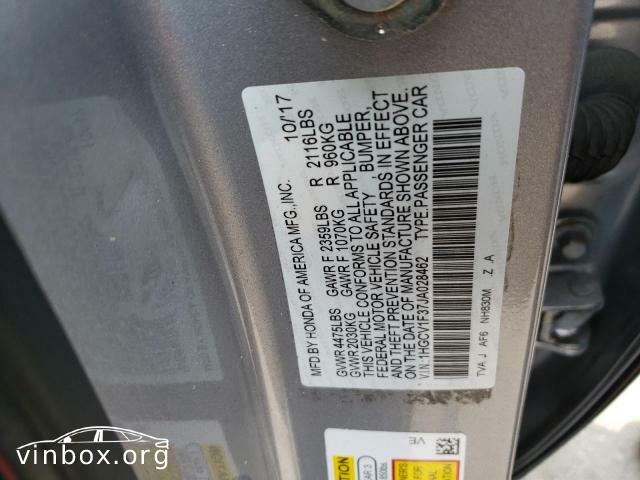 MFD.BY HONDA OF AMERICA MFG.,INC. 10/'17
GVWR 4475LBS GAWR F 2359LBS R 2116LBS
GVWR 2030KG GAWR F 1070KG R 960KG
THIS VEHICLE CONFORMS TO ALL APPLICABLE
FEDERAL MOTOR VEHICLE SAFETY , BUMPER,
AND THEFT PREVENTION STANDARDS IN EFFECT
ON THE DATE OF MANUFACTURE SHOWN ABOVE.
V.I.N:1HGCV1F37JA028462 TYPE:PASSENGER CAR
TVA J AF6 NH830M .Z .A
vinbox.org